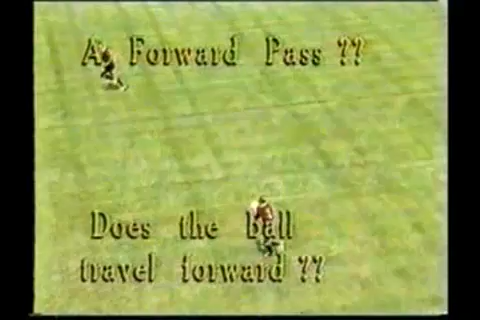 A Forward Pass ??
Does the ball
travel forward ??